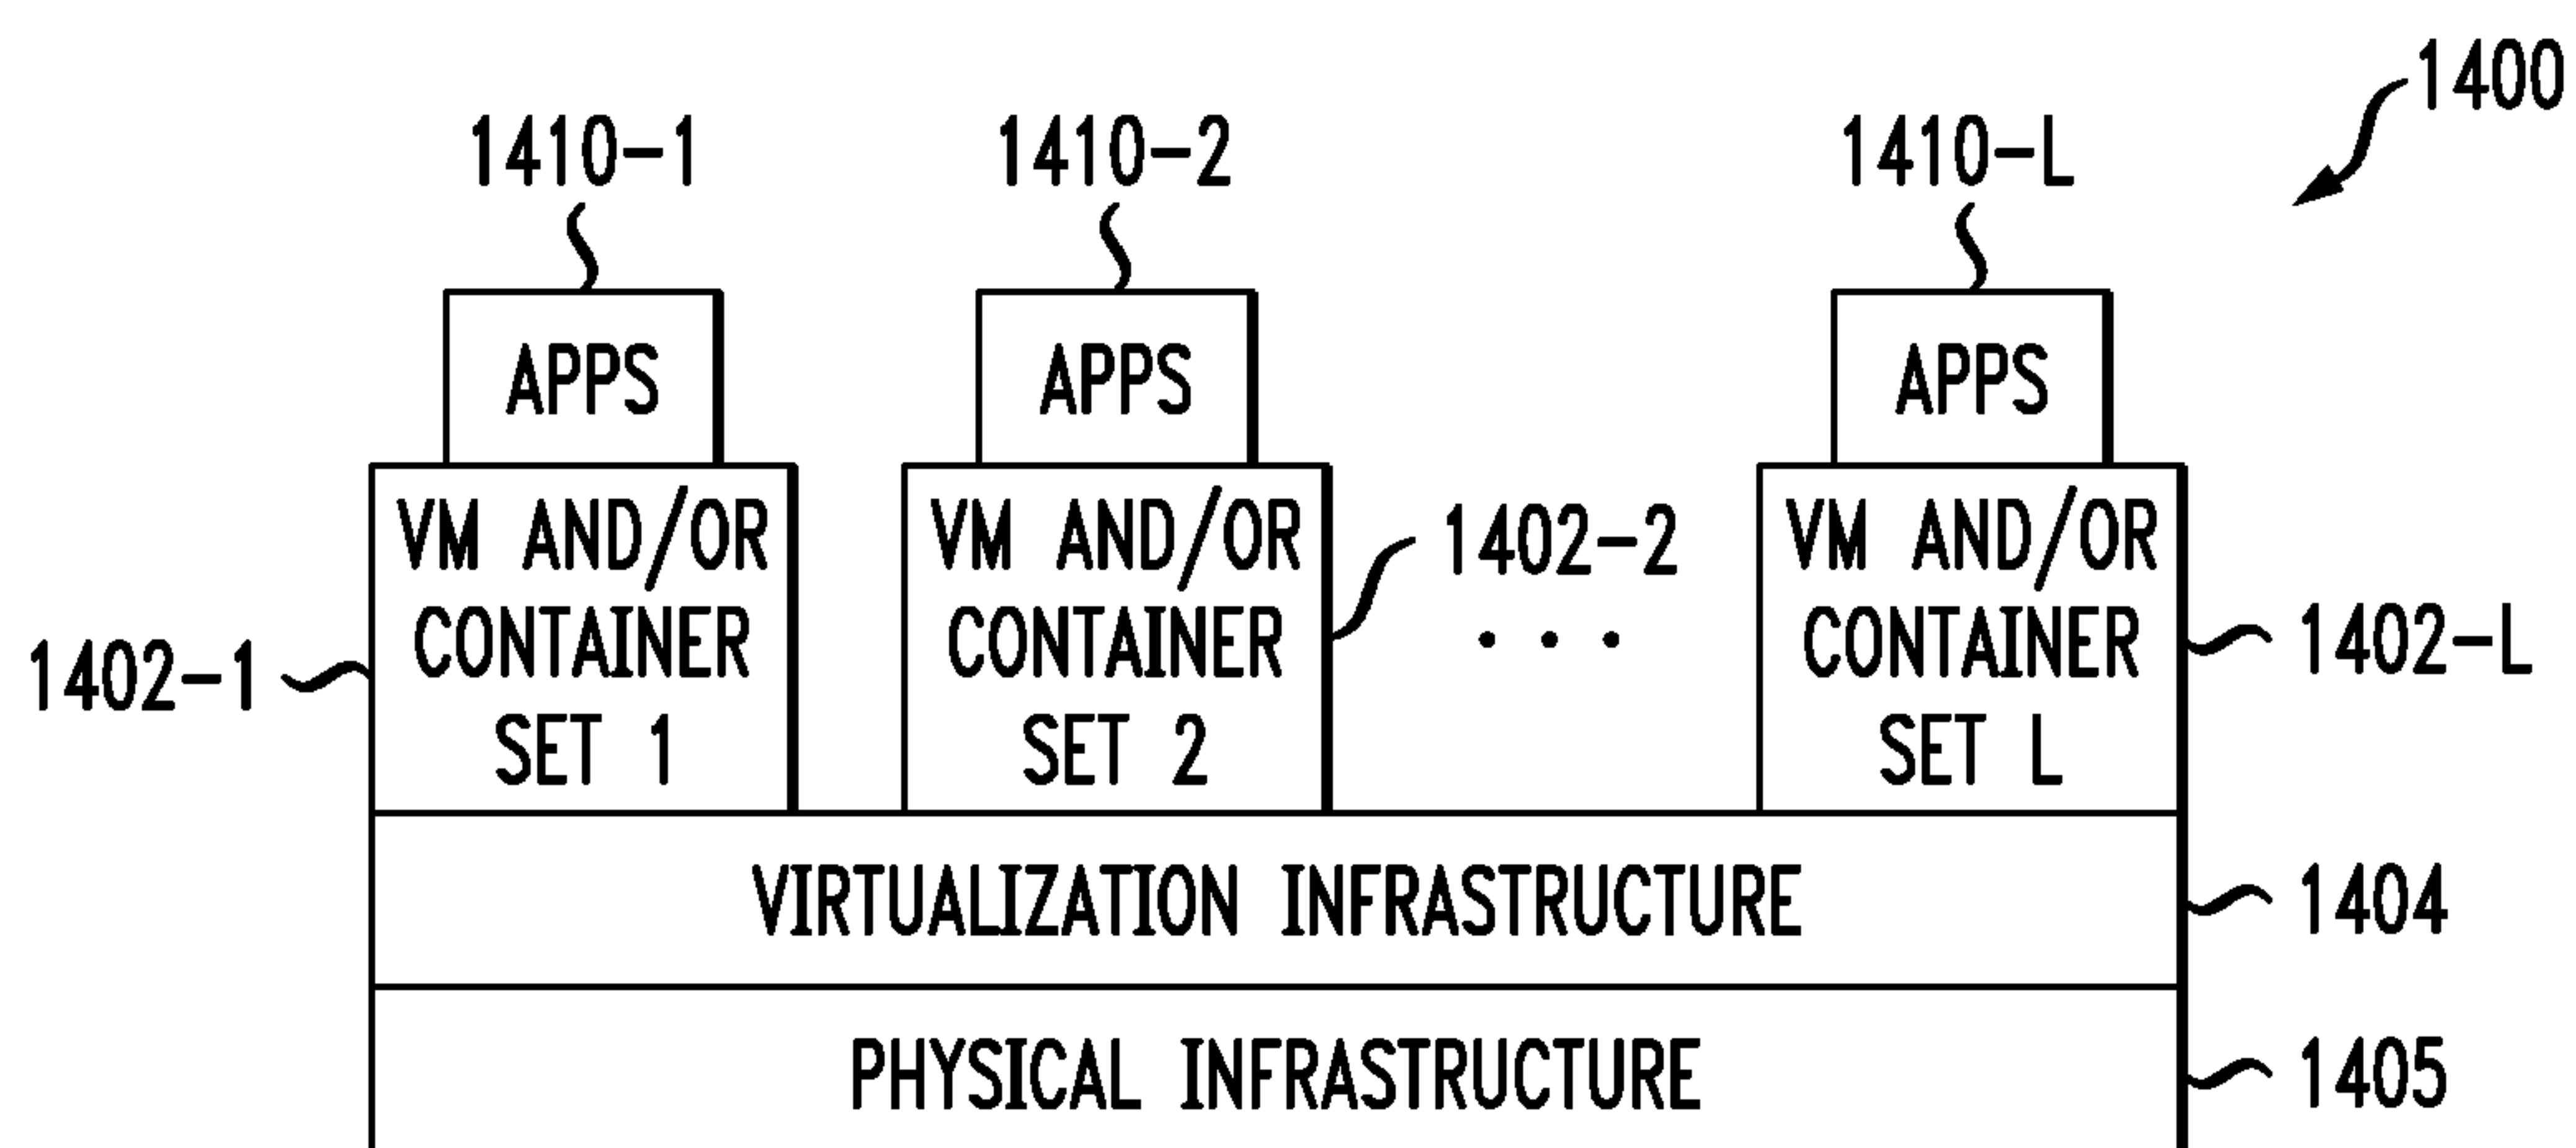 1400
1410-1
1410-2
1410-L
APPS
APPS
APPS
VM AND/OR
CONTAINER
SET 1
VM AND/OR
CONTAINER
SET 2
VM AND/OR
CONTAINER
SET L
1402-1
1402-2
. . .
1402-L
VIRTUALIZATION INFRASTRUCTURE
1404
PHYSICAL INFRASTRUCTURE
1405